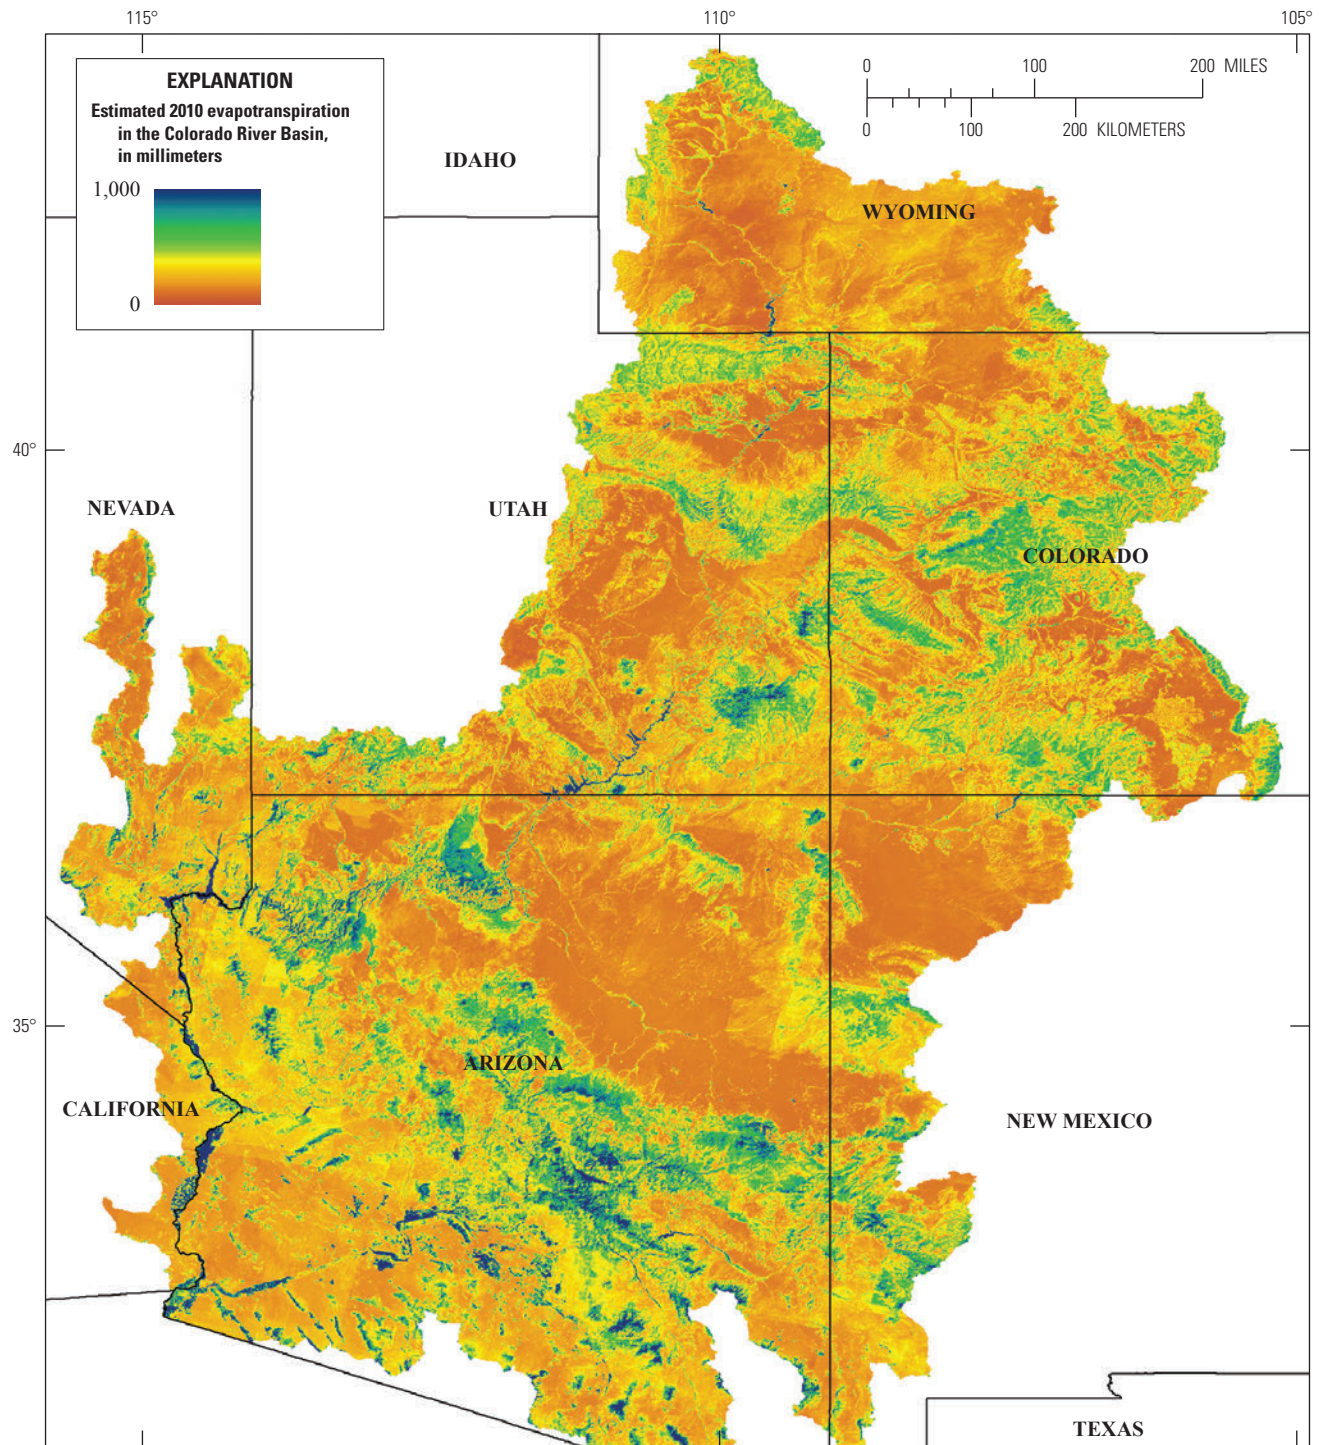 115°
110°
105°
EXPLANATION
Estimated 2010 evapotranspiration
in the Colorado River Basin,
in millimeters
1,000
0
0
100
200 MILES
0
100
200 KILOMETERS
IDAHO
WYOMING
40°
NEVADA
UTAH
COLORADO
35°
ARIZONA
CALIFORNIA
NEW MEXICO
TEXAS